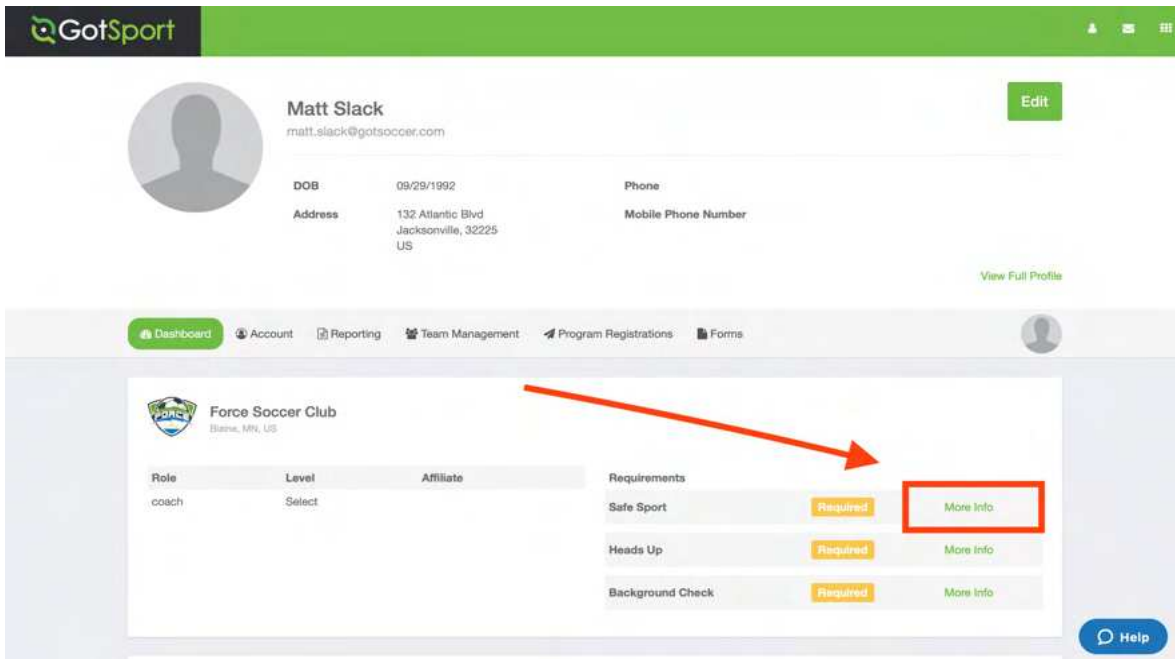 GotSport
Matt Slack
Edit
matt.slack@gotsoccer.com
DOB 09/29/1992 Phone
Address 132 Atlantic Blvd Mobile Phone Number
Jacksonville, 32225
US
View Full Profile
Dashboard Account Reporting Team Management Program Registrations Forms
FORCE
Force Soccer Club
Blaine, MN, US
Role Level Affiliate Requirements
coach Select Safe Sport Required More Info
Heads Up Required More Info
Background Check Required More Info
Help